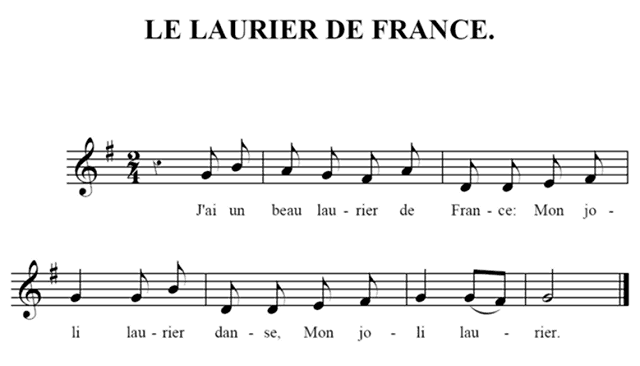 LE LAURIER DE FRANCE.
2
4
J'ai un beau lau - rier de Fran - ce: Mon jo -
li lau - rier dan - se, Mon jo - li lau - rier.